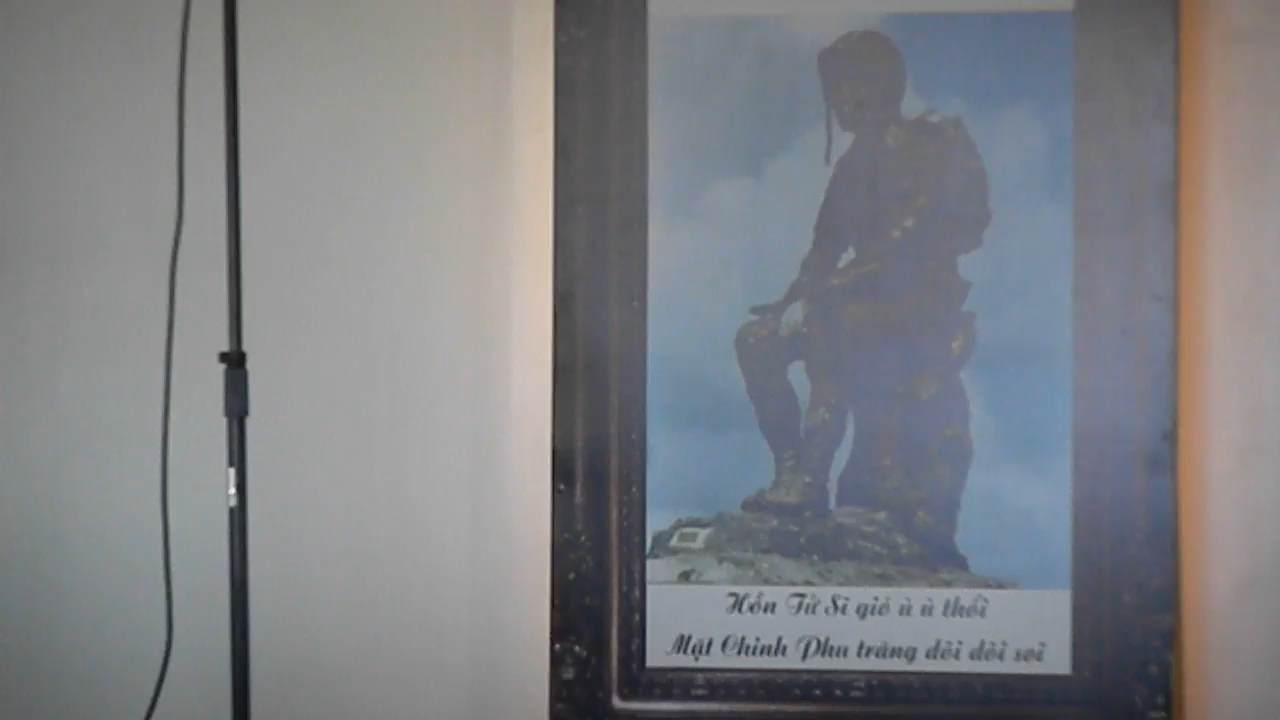 Hồn Tử Sĩ gió ù ù thổi
Mặt Chinh Phu trăng dõi dõi soi